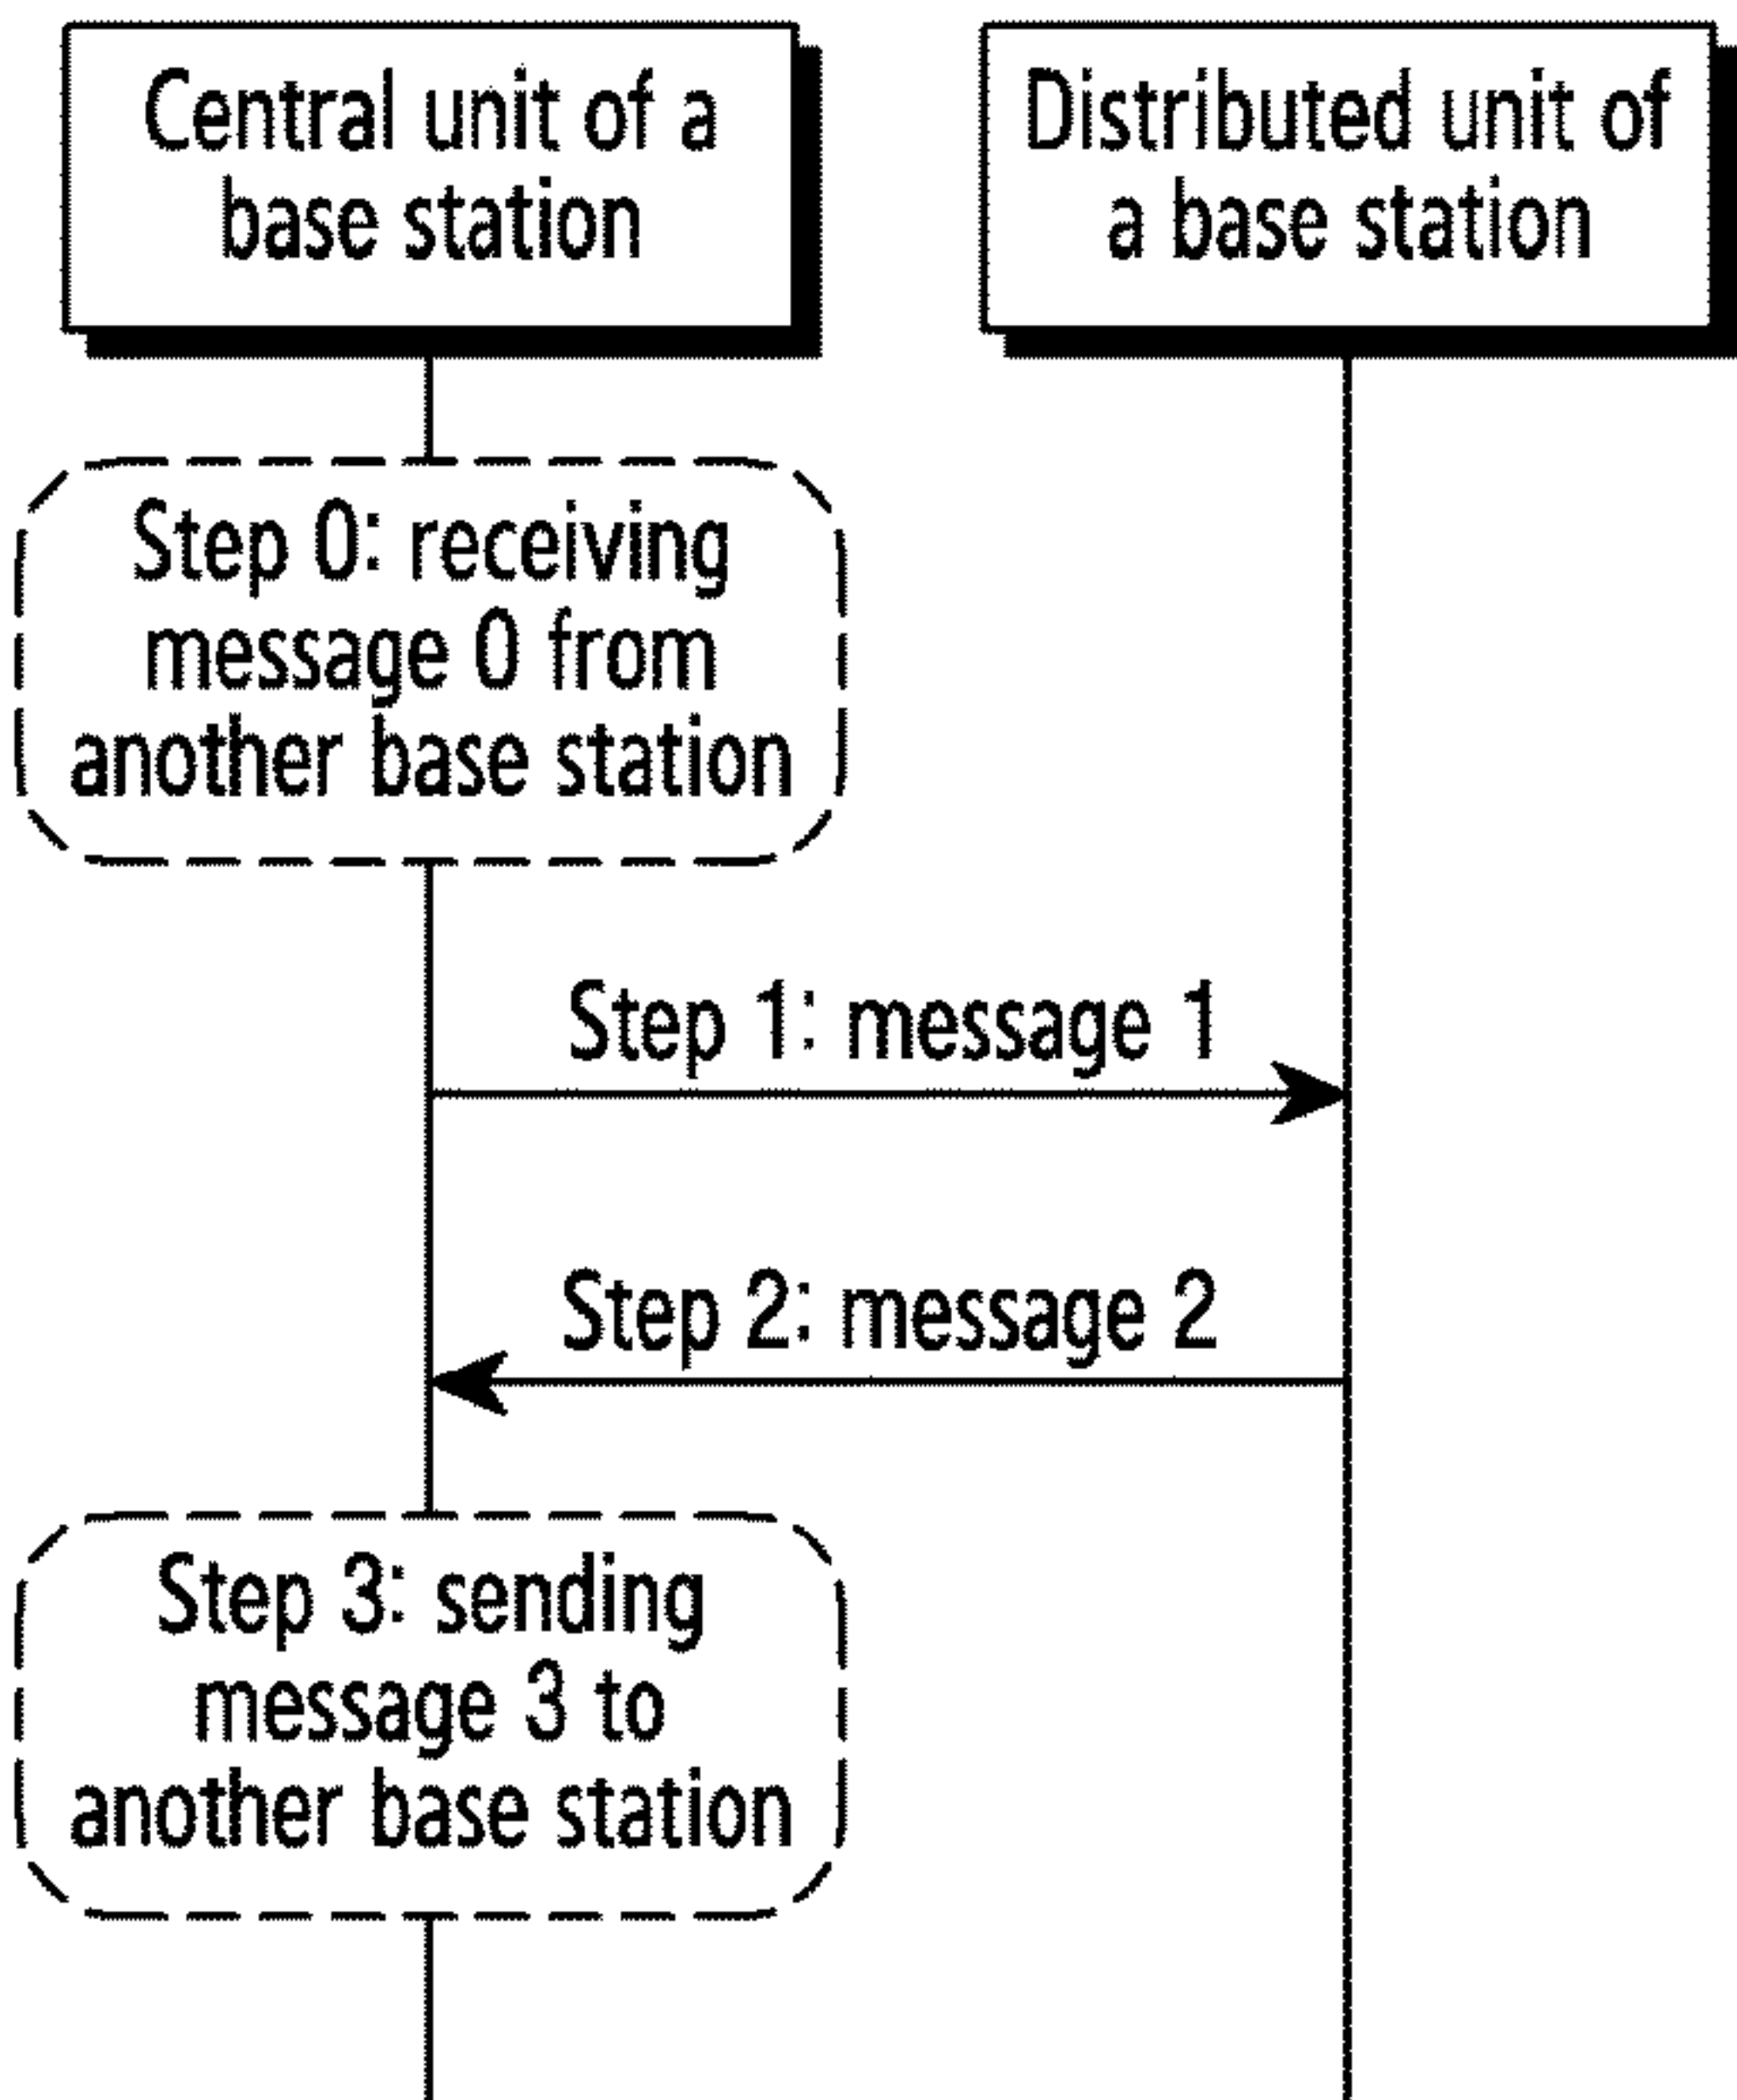 Central unit of a
base station
Distributed unit of
a base station
Step 0: receiving
message 0 from
another base station
Step 1: message 1
Step 2: message 2
Step 3: sending
message 3 to
another base station